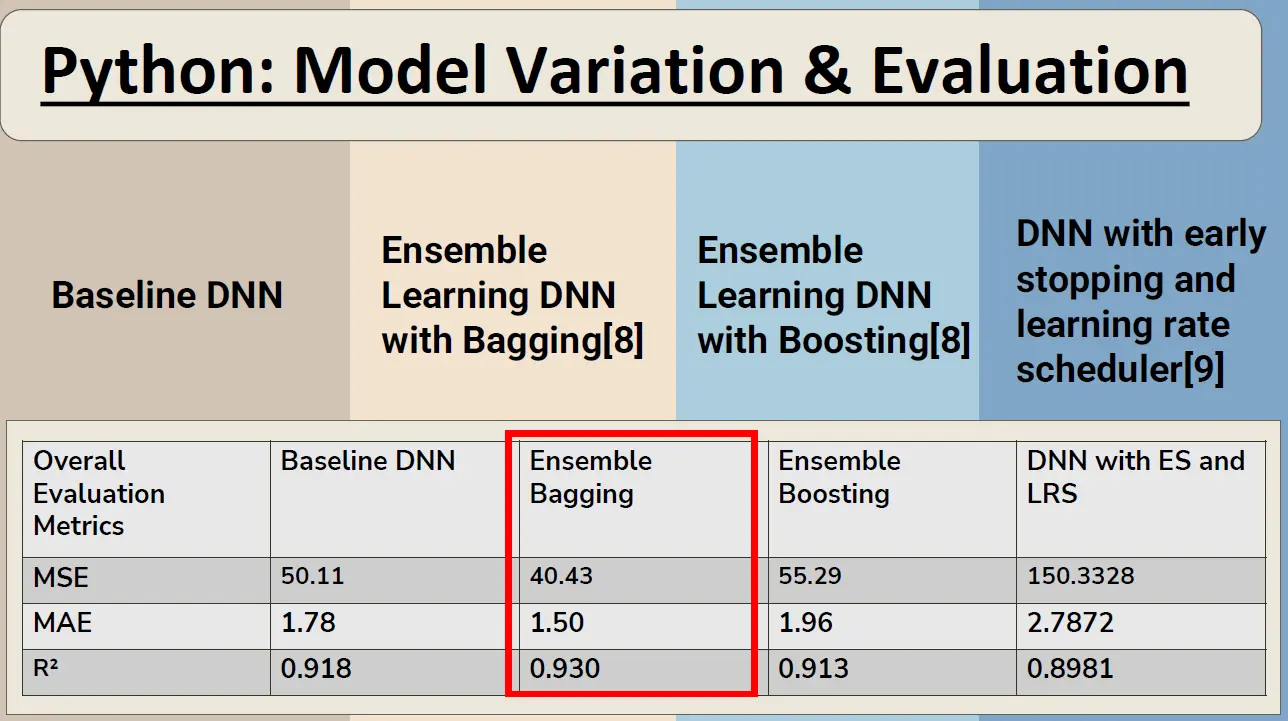 Python: Model Variation & Evaluation
Baseline DNN
Ensemble
Learning DNN
with Bagging[8]
Ensemble
Learning DNN
with Boosting[8]
DNN with early
stopping and
learning rate
scheduler[9]
Overall
Evaluation
Metrics
Baseline DNN
Ensemble
Bagging
Ensemble
Boosting
DNN with ES and
LRS
MSE 50.11 40.43 55.29 150.3328
MAE 1.78 1.50 1.96 2.7872
R² 0.918 0.930 0.913 0.8981